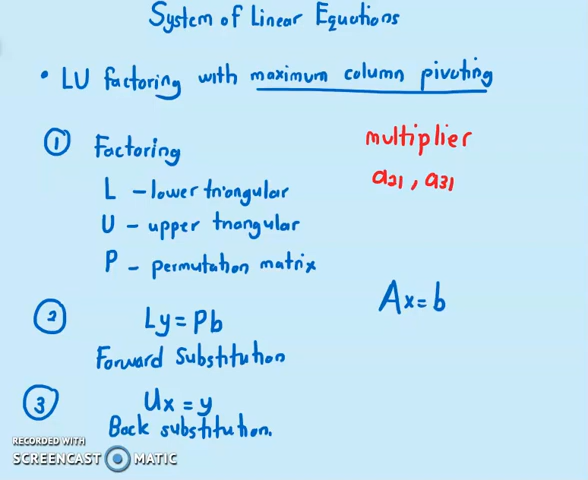 System of Linear Equations
• LU factoring with maximum column pivoting
① Factoring
multiplier
a21, a31
L - lower triangular
U - upper triangular
P - permutation matrix
Ax = b
② Ly = Pb
Forward Substitution
③ Ux = y
Back substitution.
RECORDED WITH
SCREENCAST MATIC